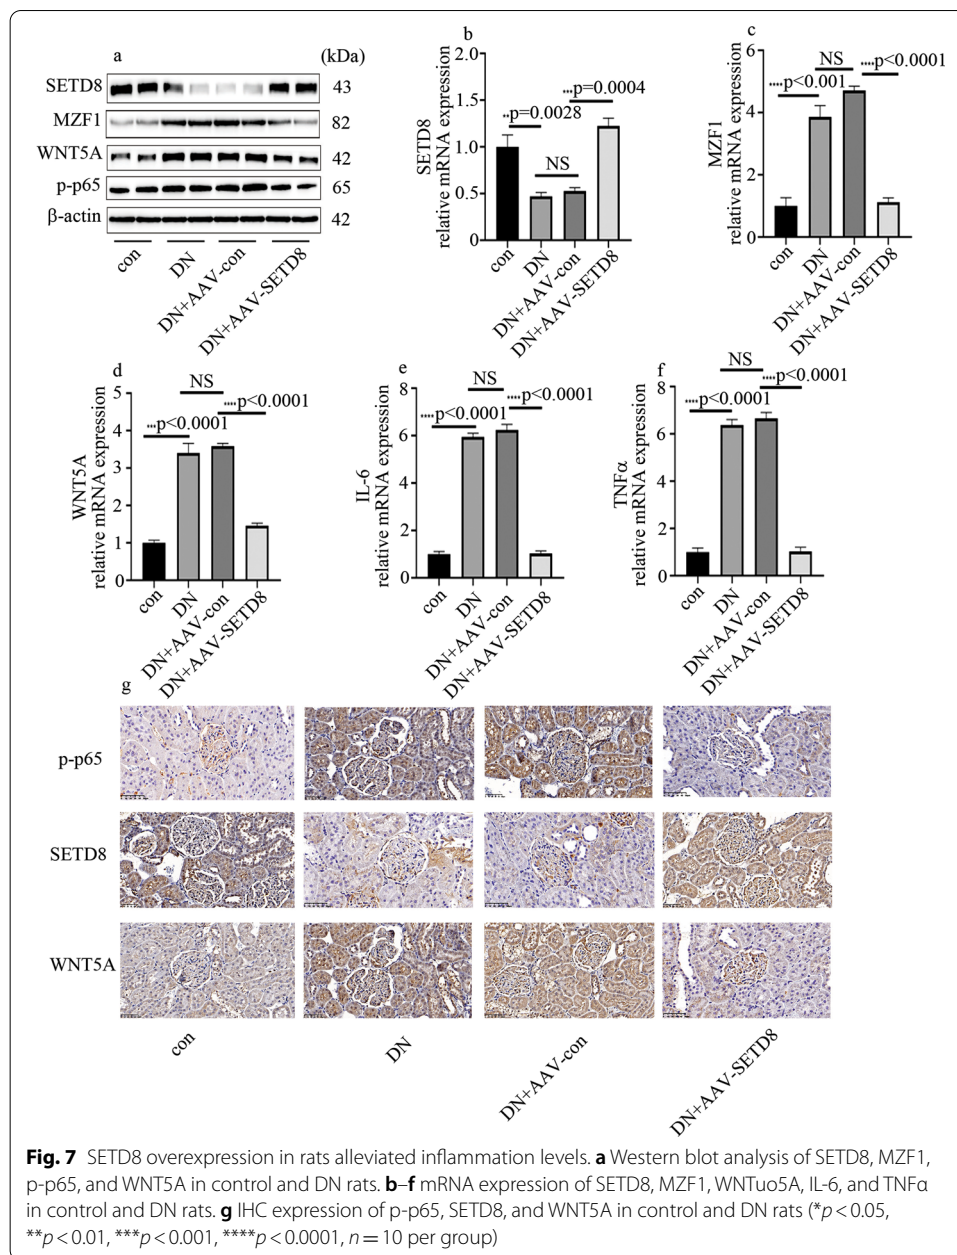 a
(kDa)
SETD8
43
MZF1
82
WNT5A
42
p-p65
65
β-actin
42
con
DN
DN+AAV-con
DN+AAV-SETD8
b
SETD8
relative mRNA expression
2.0
1.5
1.0
0.5
0
***p=0.0004
**p=0.0028
NS
con
DN
DN+AAV-con
DN+AAV-SETD8
c
MZF1
relative mRNA expression
6
4
2
0
NS
****p<0.0001
****p<0.001
con
DN
DN+AAV-con
DN+AAV-SETD8
d
WNT5A
relative mRNA expression
5
4
3
2
1
0
NS
****p<0.0001
***p<0.0001
con
DN
DN+AAV-con
DN+AAV-SETD8
e
IL-6
relative mRNA expression
8
6
4
2
0
NS
****p<0.0001
****p<0.0001
con
DN
DN+AAV-con
DN+AAV-SETD8
f
TNFα
relative mRNA expression
8
6
4
2
0
NS
****p<0.0001
****p<0.0001
con
DN
DN+AAV-con
DN+AAV-SETD8
g
p-p65
SETD8
WNT5A
con
DN
DN+AAV-con
DN+AAV-SETD8
Fig. 7 SETD8 overexpression in rats alleviated inflammation levels. a Western blot analysis of SETD8, MZF1,
p-p65, and WNT5A in control and DN rats. b–f mRNA expression of SETD8, MZF1, WNTuo5A, IL-6, and TNFα
in control and DN rats. g IHC expression of p-p65, SETD8, and WNT5A in control and DN rats (*p < 0.05,
**p < 0.01, ***p < 0.001, ****p < 0.0001, n = 10 per group)